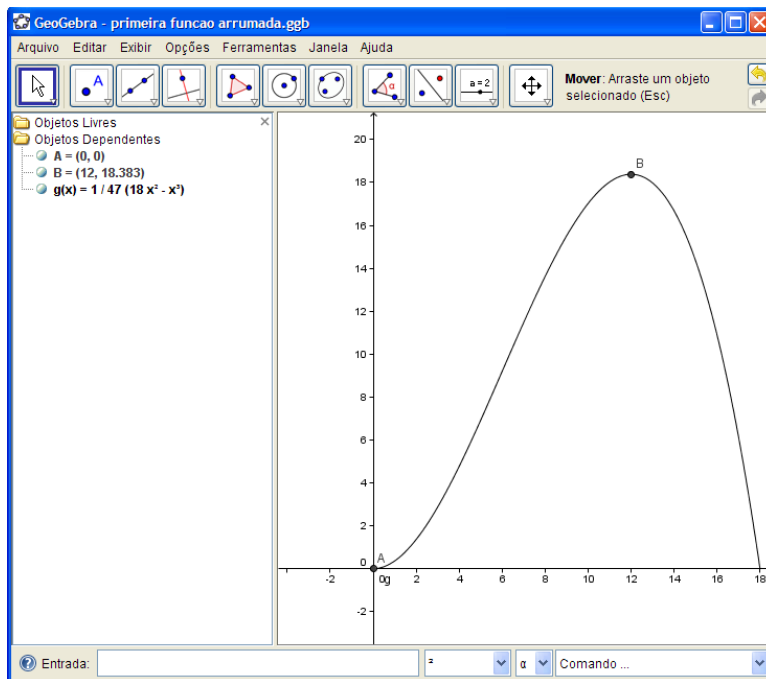 GeoGebra - primeira funcao arrumada.ggb
Arquivo Editar Exibir Opções Ferramentas Janela Ajuda
A
α
a = 2
Mover: Arraste um objeto
selecionado (Esc)
Objetos Livres
Objetos Dependentes
A = (0, 0)
B = (12, 18.383)
g(x) = 1 / 47 (18 x² - x³)
20
18
16
14
12
10
8
6
4
2
0
-2
B
A
-2 0g 2 4 6 8 10 12 14 16 18
Entrada: ² α Comando ...